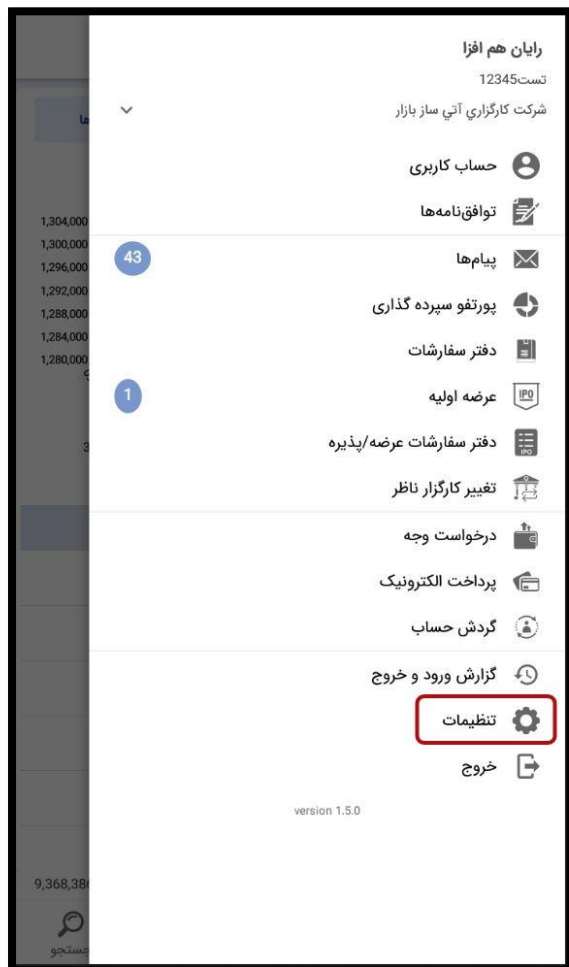 رایان هم افزا
تست12345
شرکت کارگزاري آتي ساز بازار
حساب کاربری
توافق‌نامه‌ها
پیام‌ها
43
پورتفو سپرده گذاری
دفتر سفارشات
عرضه اولیه
1
IPO
دفتر سفارشات عرضه/پذیره
IPO
تغییر کارگزار ناظر
درخواست وجه
پرداخت الکترونیک
گردش حساب
گزارش ورود و خروج
تنظیمات
خروج
version 1.5.0
ها
1,304,000
1,300,000
1,296,000
1,292,000
1,288,000
1,284,000
1,280,000
9,368,386
جستجو